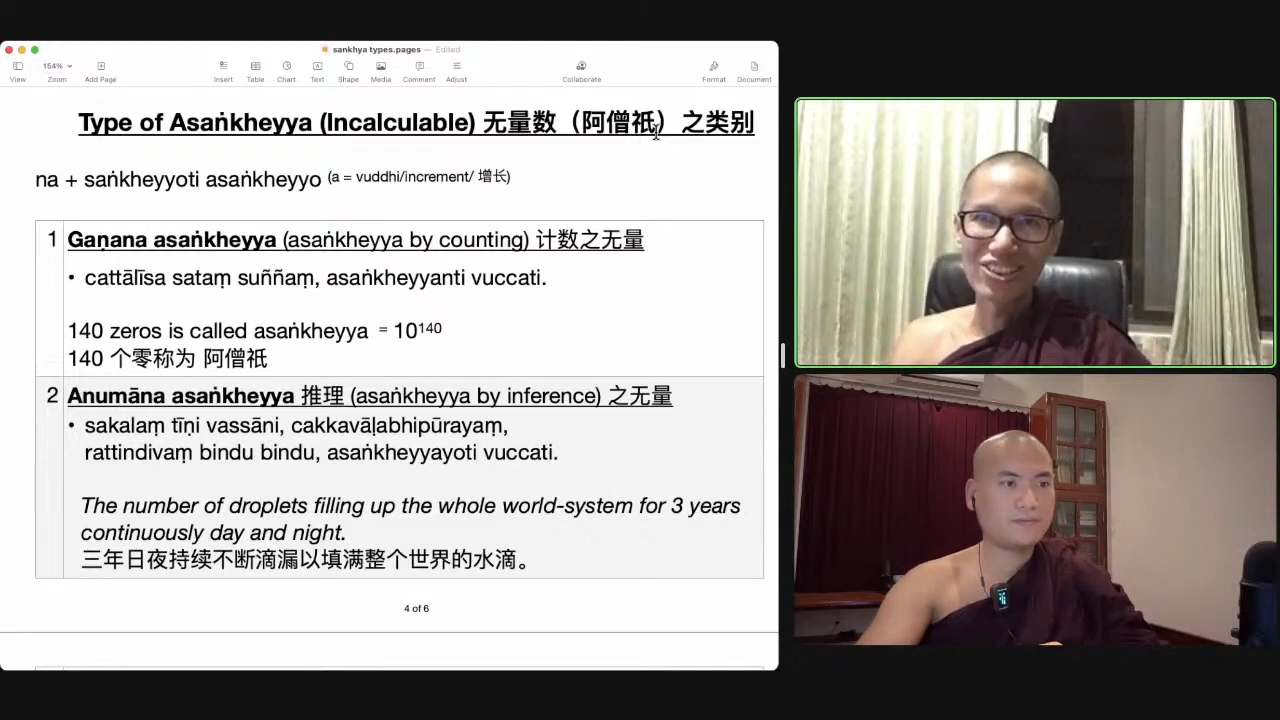 sankhya types.pages — Edited
154%
View Zoom Add Page Insert Table Chart Text Shape Media Comment Adjust Collaborate Format Document
Type of Asaṅkheyya (Incalculable) 无量数（阿僧祇）之类别
na + saṅkheyyoti asaṅkheyyo (a = vuddhi/increment/ 增长)
1 Gaṇana asaṅkheyya (asaṅkheyya by counting) 计数之无量
• cattālīsa sataṃ suññaṃ, asaṅkheyyanti vuccati.
140 zeros is called asaṅkheyya = 10¹⁴⁰
140 个零称为 阿僧祇
2 Anumāna asaṅkheyya 推理 (asaṅkheyya by inference) 之无量
• sakalaṃ tīṇi vassāni, cakkavāḷabhipūrayaṃ,
rattindivaṃ bindu bindu, asaṅkheyyayoti vuccati.
The number of droplets filling up the whole world-system for 3 years
continuously day and night.
三年日夜持续不断滴漏以填满整个世界的水滴。
4 of 6